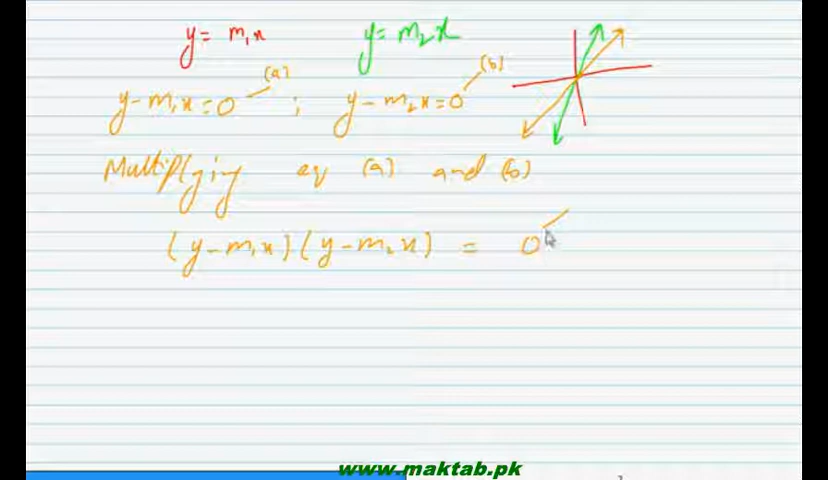 y = m₁x y = m₂x
(a) (b)
y - m₁x = 0 ; y - m₂x = 0
Multiplying eq (a) and (b)
(y - m₁x)(y - m₂x) = 0
www.maktab.pk